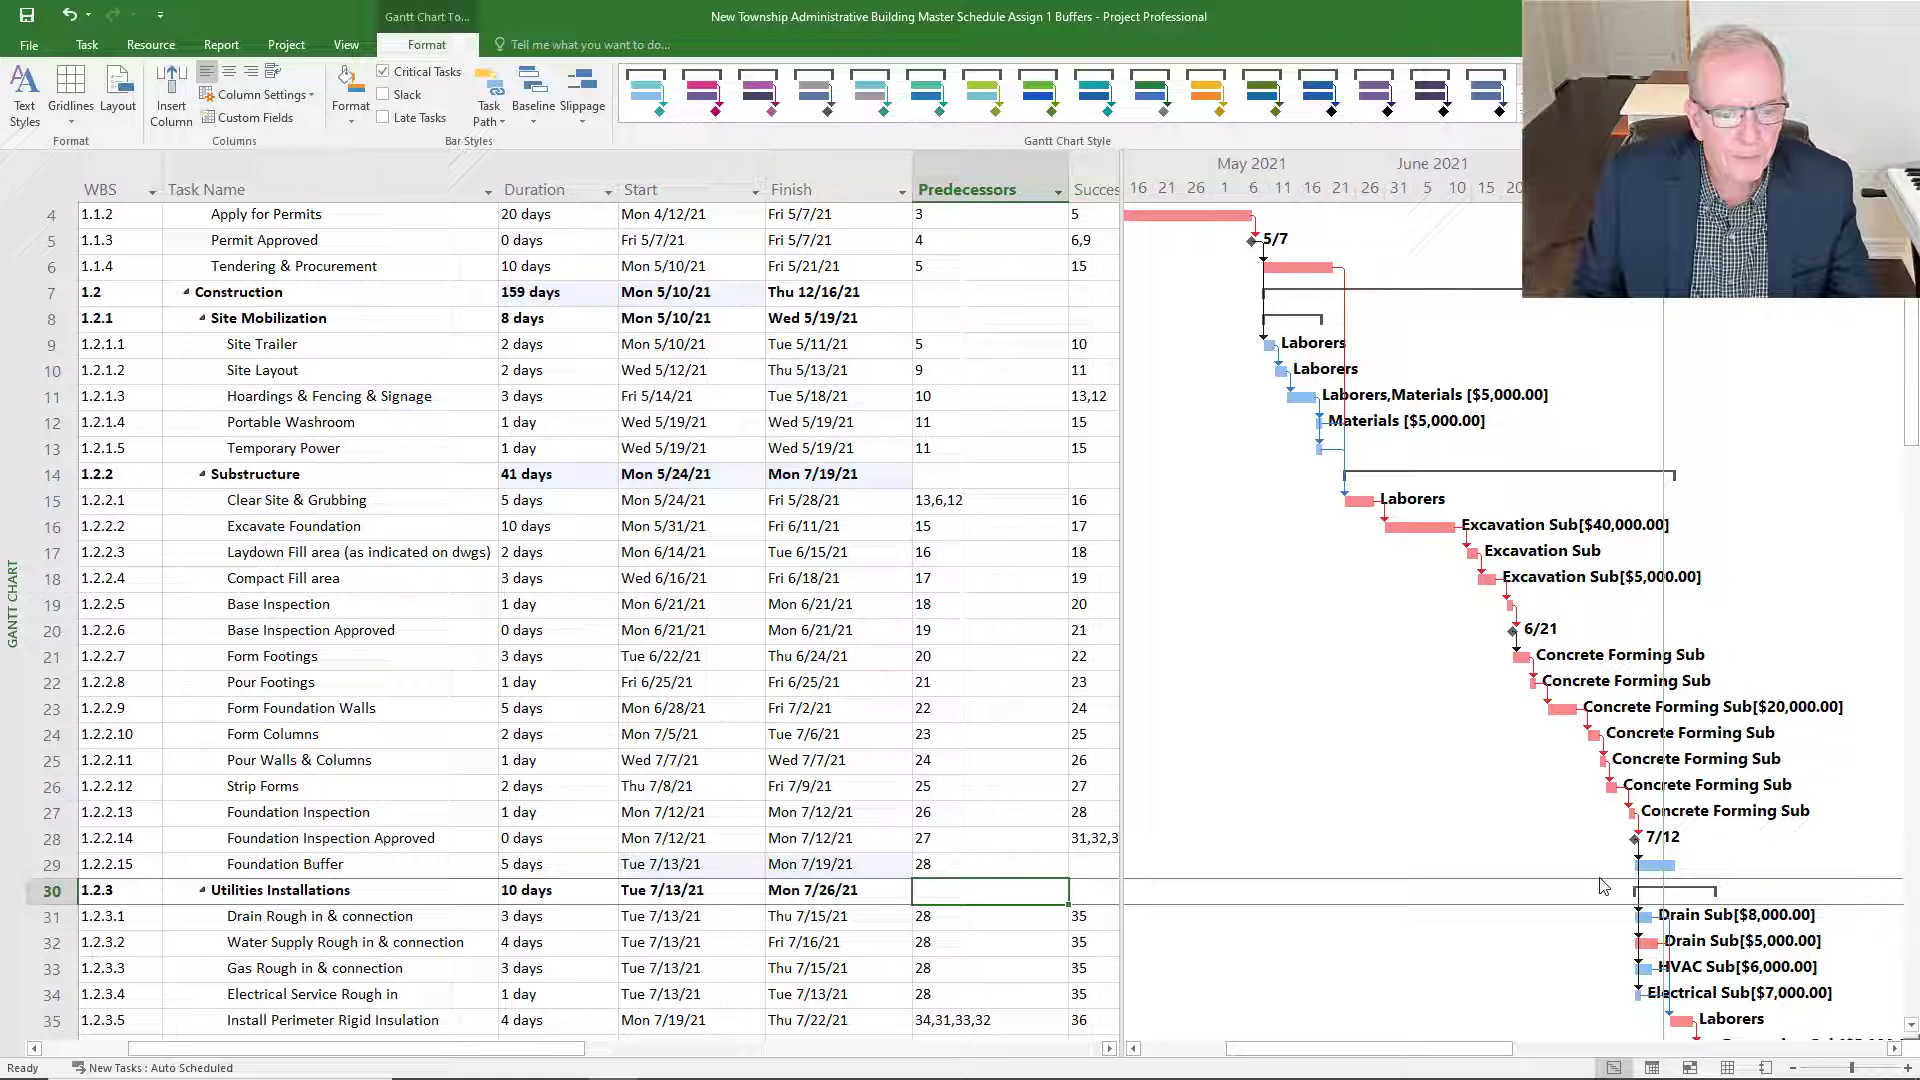 Gantt Chart To...
New Township Administrative Building Master Schedule Assign 1 Buffers - Project Professional
File Task Resource Report Project View Format Tell me what you want to do...
Text Styles
Gridlines
Layout
Insert Column
Column Settings
Custom Fields
Format
Critical Tasks
Slack
Late Tasks
Task Path
Baseline
Slippage
Format Columns Bar Styles Gantt Chart Style
WBS Task Name Duration Start Finish Predecessors Succes
May 2021 June 2021
16 21 26 1 6 11 16 21 26 31 5 10 15 20
4 1.1.2 Apply for Permits 20 days Mon 4/12/21 Fri 5/7/21 3 5
5 1.1.3 Permit Approved 0 days Fri 5/7/21 Fri 5/7/21 4 6,9 5/7
6 1.1.4 Tendering & Procurement 10 days Mon 5/10/21 Fri 5/21/21 5 15
7 1.2 Construction 159 days Mon 5/10/21 Thu 12/16/21
8 1.2.1 Site Mobilization 8 days Mon 5/10/21 Wed 5/19/21
9 1.2.1.1 Site Trailer 2 days Mon 5/10/21 Tue 5/11/21 5 10 Laborers
10 1.2.1.2 Site Layout 2 days Wed 5/12/21 Thu 5/13/21 9 11 Laborers
11 1.2.1.3 Hoardings & Fencing & Signage 3 days Fri 5/14/21 Tue 5/18/21 10 13,12 Laborers,Materials [$5,000.00]
12 1.2.1.4 Portable Washroom 1 day Wed 5/19/21 Wed 5/19/21 11 15 Materials [$5,000.00]
13 1.2.1.5 Temporary Power 1 day Wed 5/19/21 Wed 5/19/21 11 15
14 1.2.2 Substructure 41 days Mon 5/24/21 Mon 7/19/21
15 1.2.2.1 Clear Site & Grubbing 5 days Mon 5/24/21 Fri 5/28/21 13,6,12 16 Laborers
16 1.2.2.2 Excavate Foundation 10 days Mon 5/31/21 Fri 6/11/21 15 17 Excavation Sub[$40,000.00]
17 1.2.2.3 Laydown Fill area (as indicated on dwgs) 2 days Mon 6/14/21 Tue 6/15/21 16 18 Excavation Sub
18 1.2.2.4 Compact Fill area 3 days Wed 6/16/21 Fri 6/18/21 17 19 Excavation Sub[$5,000.00]
19 1.2.2.5 Base Inspection 1 day Mon 6/21/21 Mon 6/21/21 18 20
20 1.2.2.6 Base Inspection Approved 0 days Mon 6/21/21 Mon 6/21/21 19 21 6/21
21 1.2.2.7 Form Footings 3 days Tue 6/22/21 Thu 6/24/21 20 22 Concrete Forming Sub
22 1.2.2.8 Pour Footings 1 day Fri 6/25/21 Fri 6/25/21 21 23 Concrete Forming Sub
23 1.2.2.9 Form Foundation Walls 5 days Mon 6/28/21 Fri 7/2/21 22 24 Concrete Forming Sub[$20,000.00]
24 1.2.2.10 Form Columns 2 days Mon 7/5/21 Tue 7/6/21 23 25 Concrete Forming Sub
25 1.2.2.11 Pour Walls & Columns 1 day Wed 7/7/21 Wed 7/7/21 24 26 Concrete Forming Sub
26 1.2.2.12 Strip Forms 2 days Thu 7/8/21 Fri 7/9/21 25 27 Concrete Forming Sub
27 1.2.2.13 Foundation Inspection 1 day Mon 7/12/21 Mon 7/12/21 26 28 Concrete Forming Sub
28 1.2.2.14 Foundation Inspection Approved 0 days Mon 7/12/21 Mon 7/12/21 27 31,32,3 7/12
29 1.2.2.15 Foundation Buffer 5 days Tue 7/13/21 Mon 7/19/21 28
30 1.2.3 Utilities Installations 10 days Tue 7/13/21 Mon 7/26/21
31 1.2.3.1 Drain Rough in & connection 3 days Tue 7/13/21 Thu 7/15/21 28 35 Drain Sub[$8,000.00]
32 1.2.3.2 Water Supply Rough in & connection 4 days Tue 7/13/21 Fri 7/16/21 28 35 Drain Sub[$5,000.00]
33 1.2.3.3 Gas Rough in & connection 3 days Tue 7/13/21 Thu 7/15/21 28 35 HVAC Sub[$6,000.00]
34 1.2.3.4 Electrical Service Rough in 1 day Tue 7/13/21 Tue 7/13/21 28 35 Electrical Sub[$7,000.00]
35 1.2.3.5 Install Perimeter Rigid Insulation 4 days Mon 7/19/21 Thu 7/22/21 34,31,33,32 36 Laborers
GANTT CHART
Ready New Tasks : Auto Scheduled